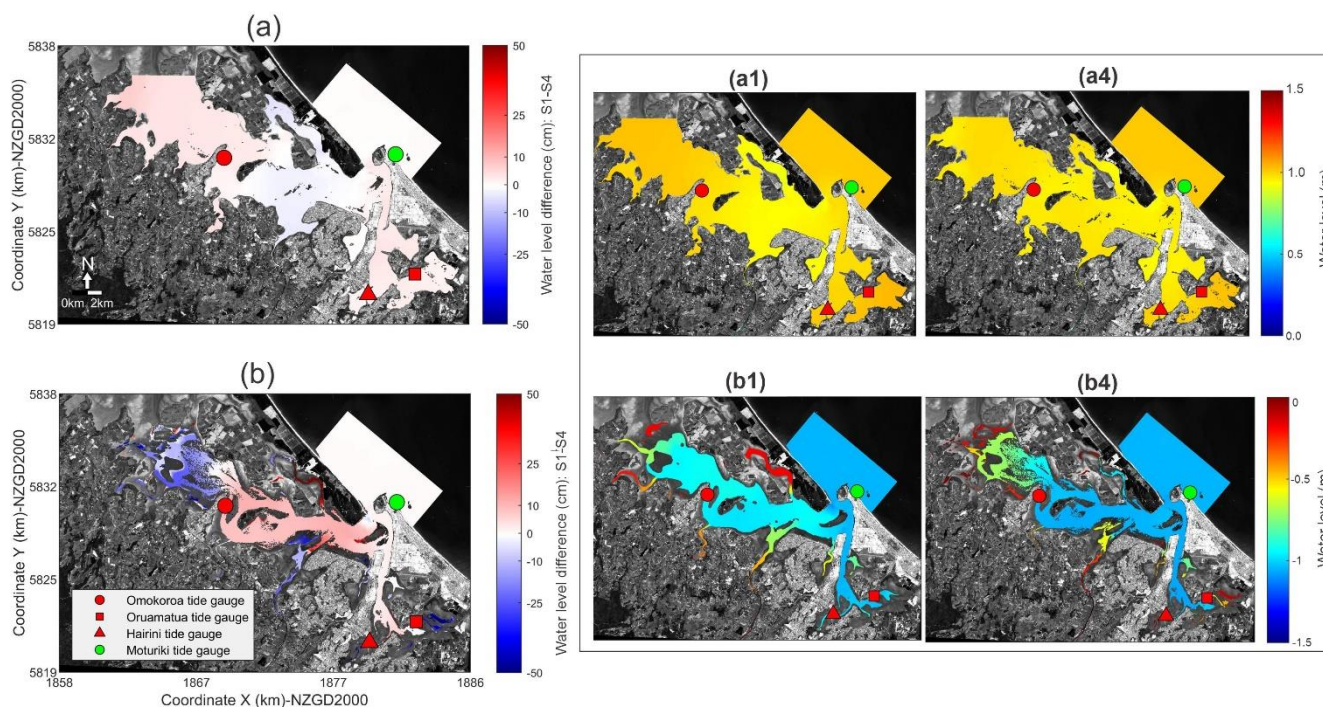 (a)
5838
5832
5825
5819
Coordinate Y (km)-NZGD2000)
N
0km 2km
50
25
10
0
-10
-25
-50
Water level difference (cm): S1-S4
(b)
5838
5832
5825
5819
Coordinate Y (km)-NZGD2000
1858
1867
1877
1886
Coordinate X (km)-NZGD2000
Omokoroa tide gauge
Oruamatua tide gauge
Hairini tide gauge
Moturiki tide gauge
50
25
10
0
-10
-25
-50
Water level difference (cm): S1-S4
(a1)
(a4)
1.5
1.0
0.5
0.0
(b1)
(b4)
0
-0.5
-1
-1.5
Water level (m)